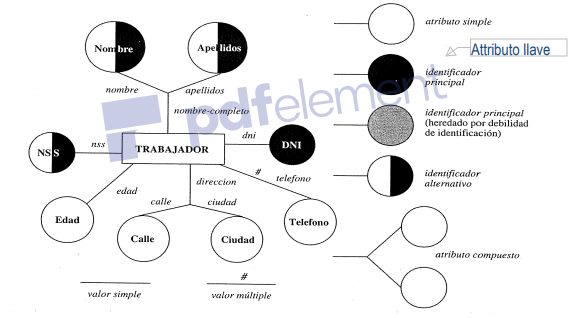 Nombre
Apellidos
atributo simple
Atributo llave
nombre
apellidos
identificador
principal
pdfelement
nombre-completo
identificador principal
(heredado por debilidad
de identificación)
NSS
nss
TRABAJADOR
dni
DNI
#
telefono
edad
direccion
identificador
alternativo
calle
ciudad
Edad
Calle
Ciudad
Telefono
atributo compuesto
valor simple
#
valor múltiple